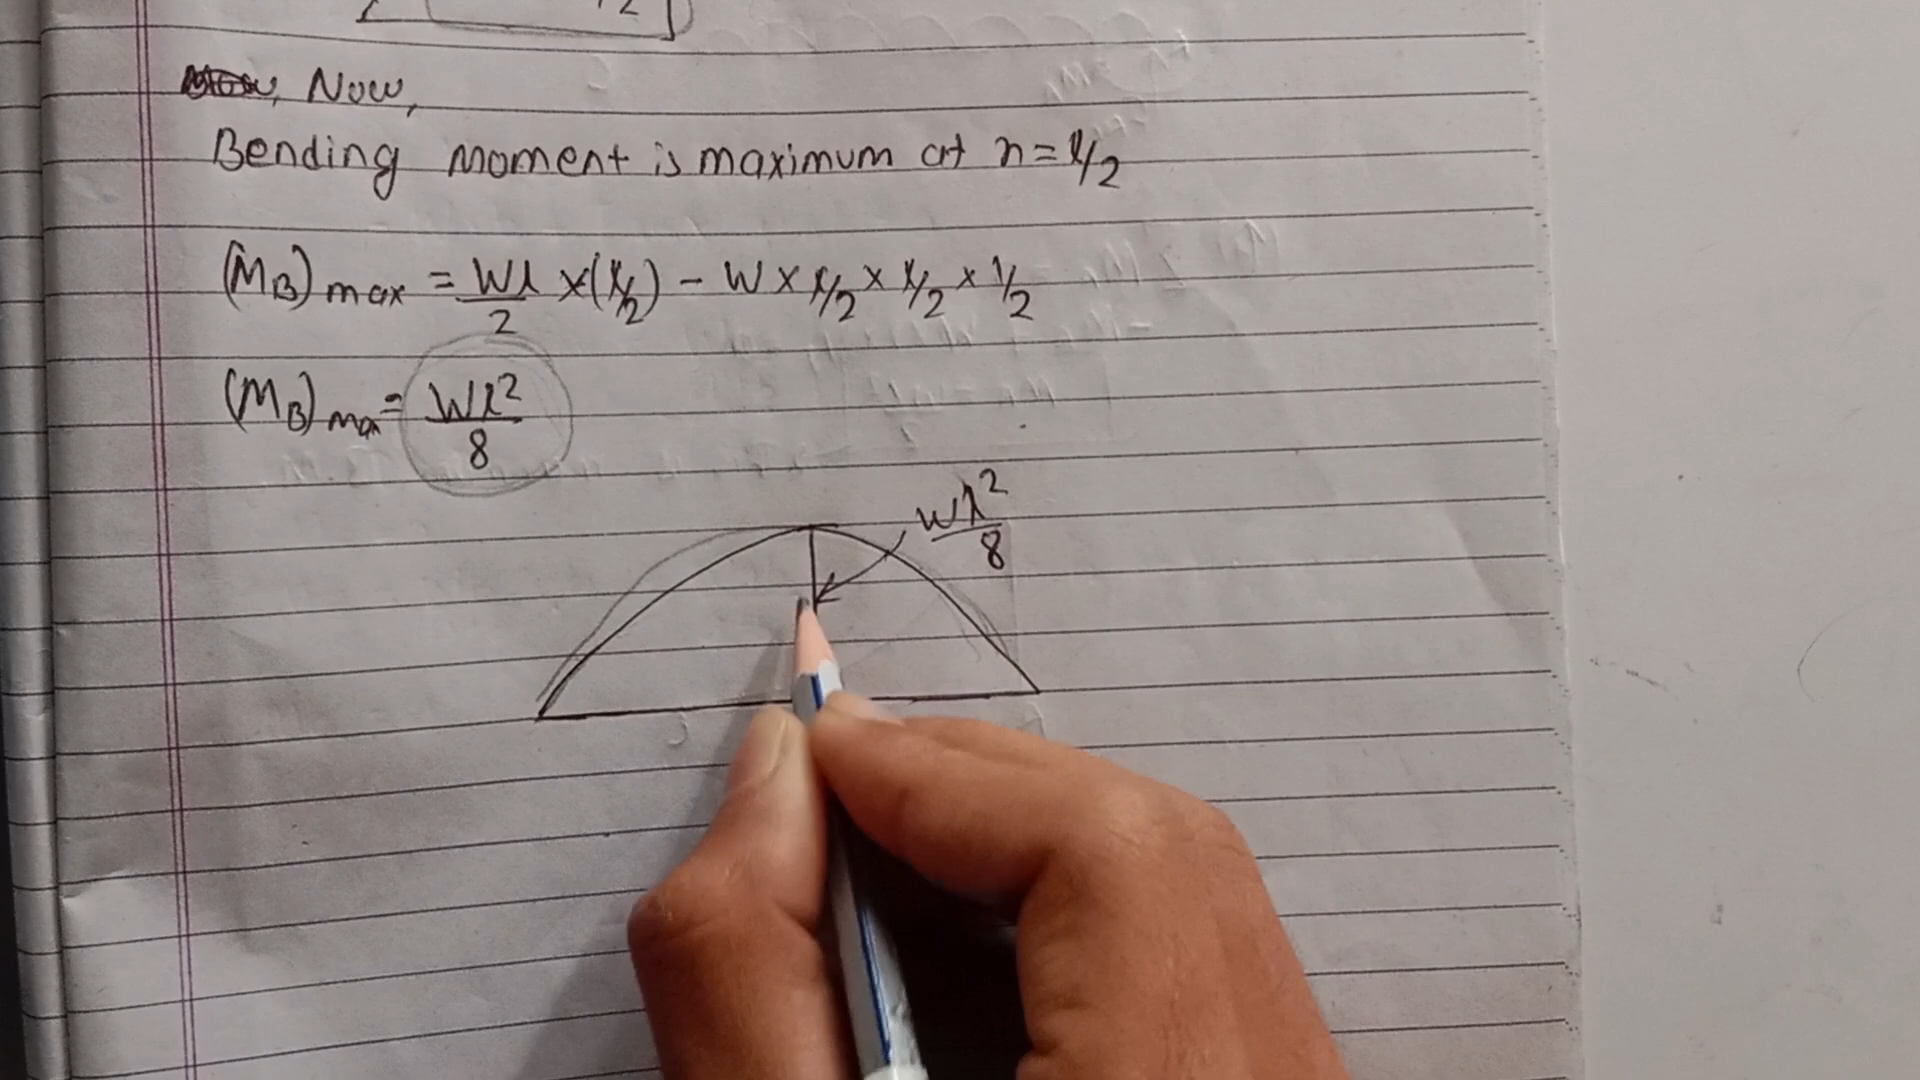 Now,
Bending moment is maximum at x = l/2
(MB) max = Wl/2 x (l/2) - W x l/2 x l/2 x 1/2
(MB) max = Wl²/8
Wl²/8